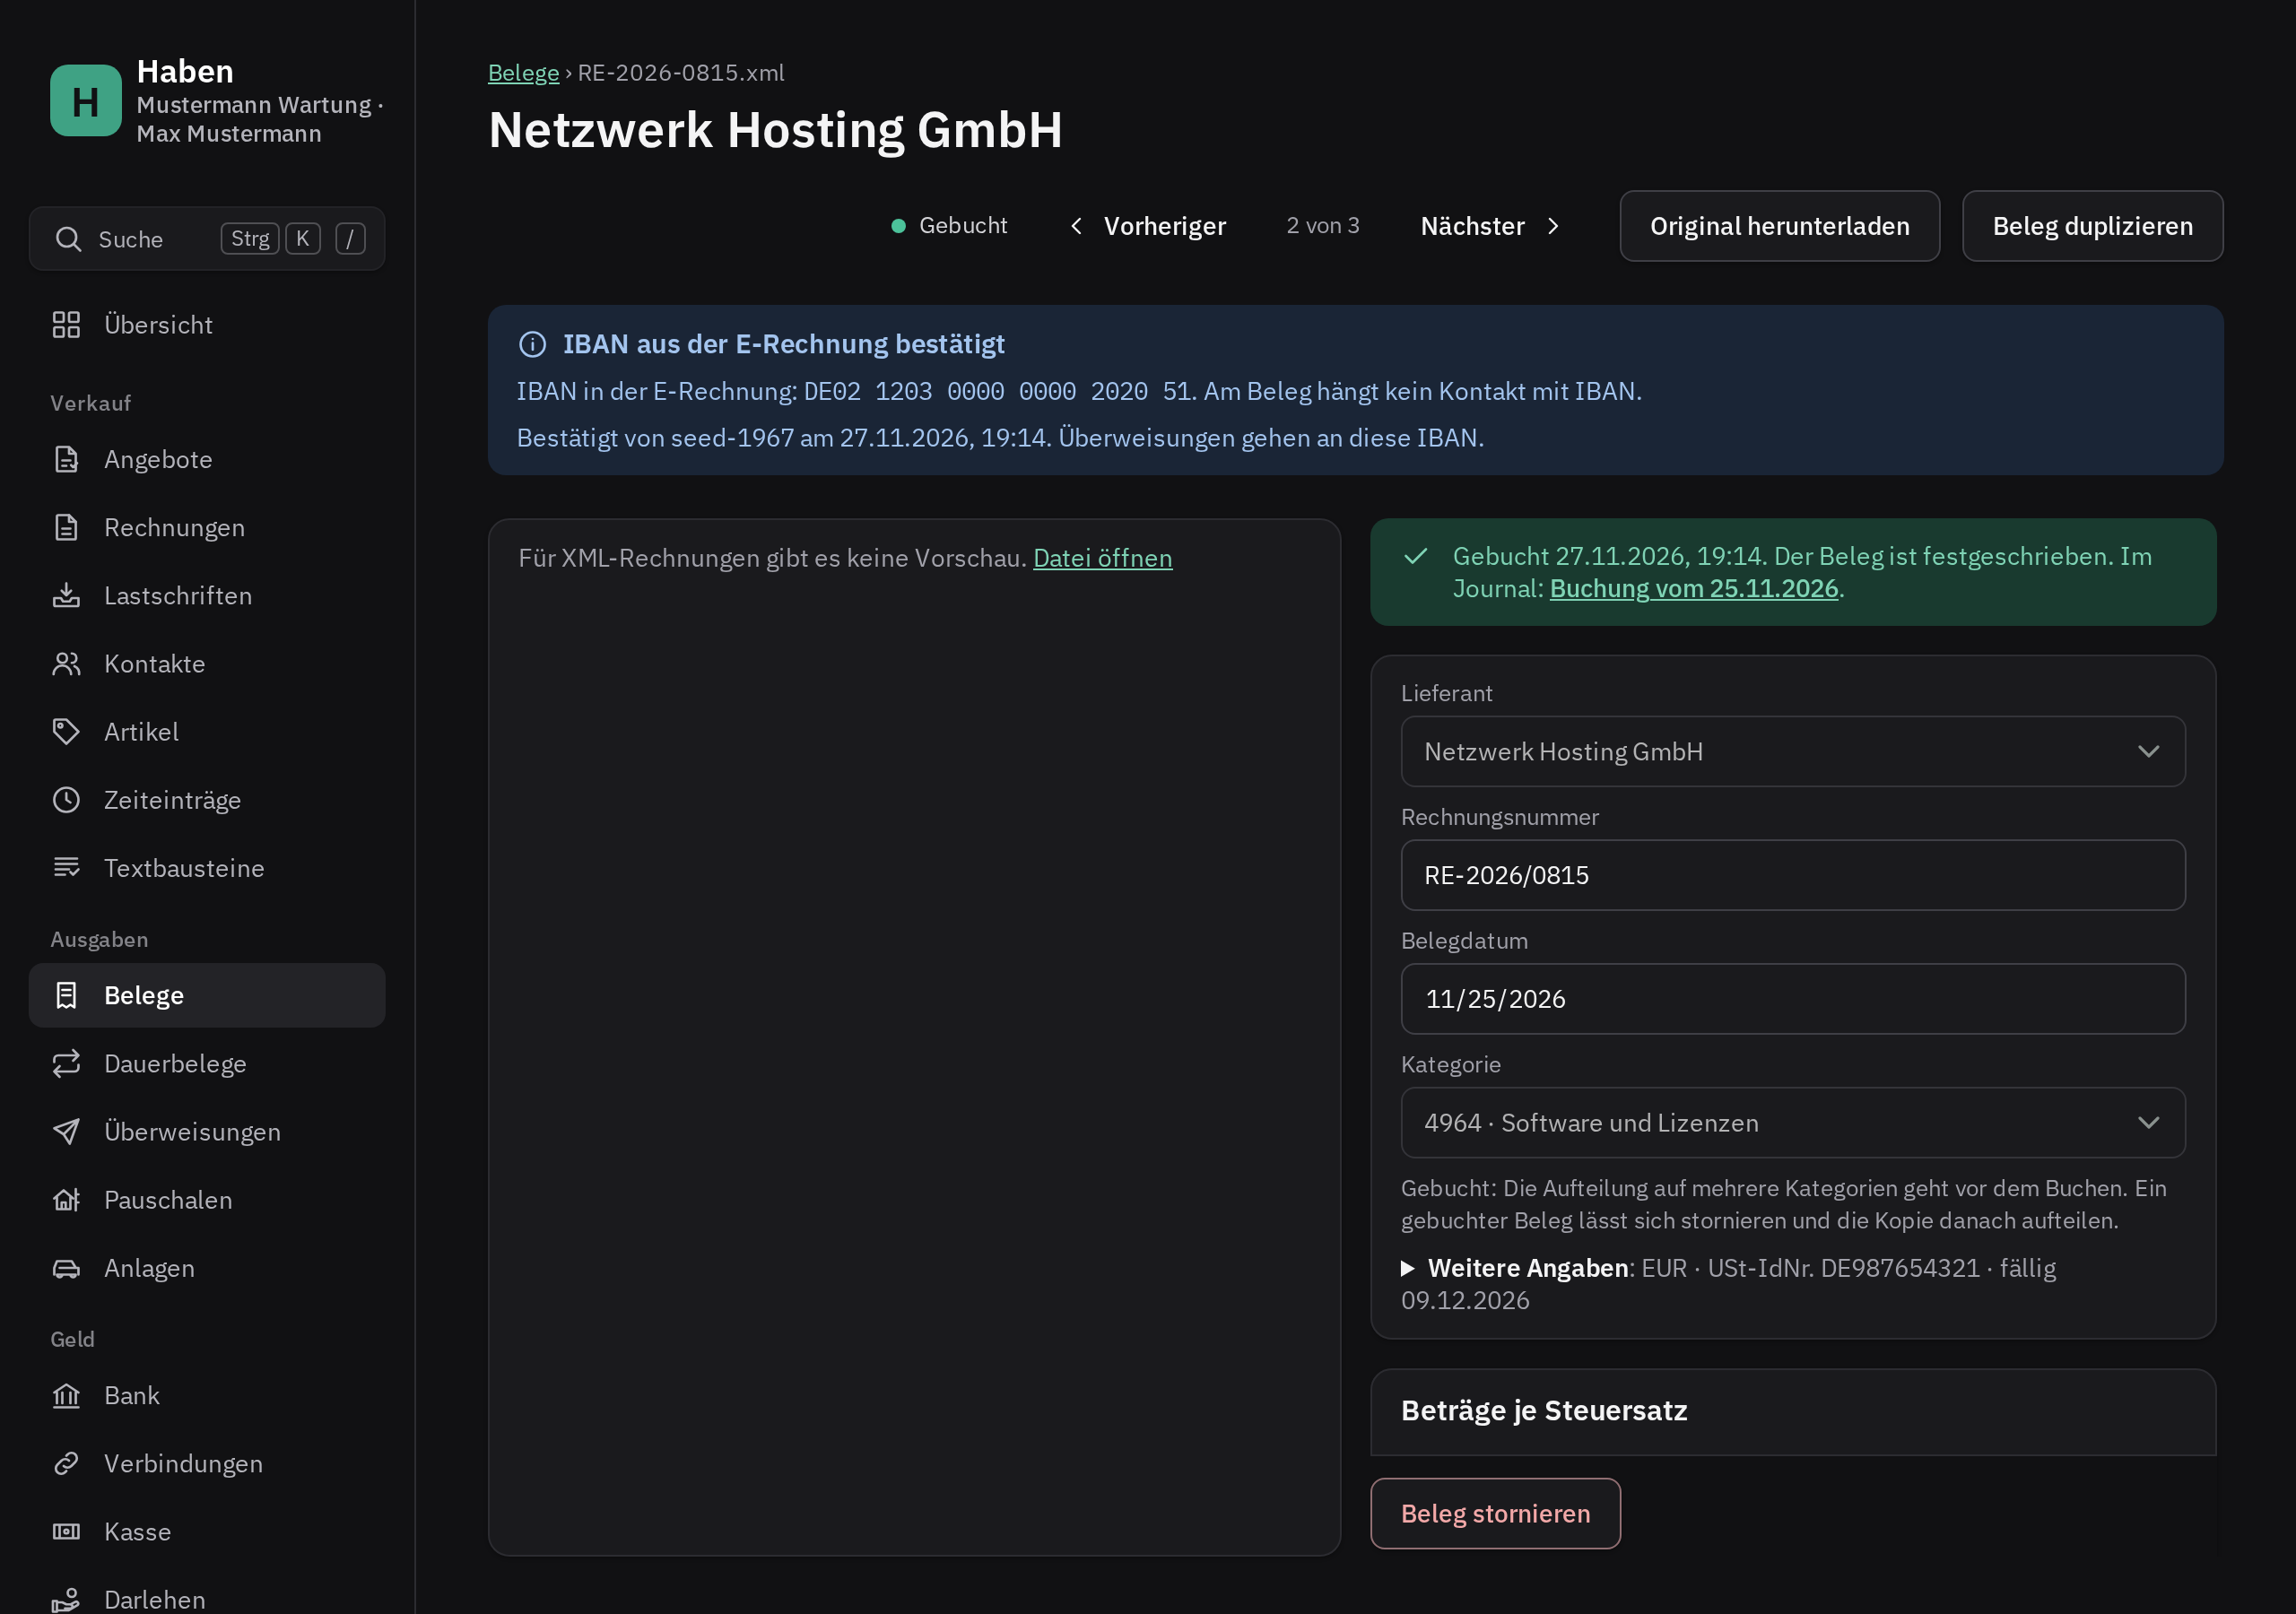 Haben
Mustermann Wartung ·
Max Mustermann
H
Suche Strg K /
Übersicht
Verkauf
Angebote
Rechnungen
Lastschriften
Kontakte
Artikel
Zeiteinträge
Textbausteine
Ausgaben
Belege
Dauerbelege
Überweisungen
Pauschalen
Anlagen
Geld
Bank
Verbindungen
Kasse
Darlehen
Belege › RE-2026-0815.xml
Netzwerk Hosting GmbH
Gebucht Vorheriger 2 von 3 Nächster Original herunterladen Beleg duplizieren
IBAN aus der E-Rechnung bestätigt
IBAN in der E-Rechnung: DE02 1203 0000 0000 2020 51. Am Beleg hängt kein Kontakt mit IBAN.
Bestätigt von seed-1967 am 27.11.2026, 19:14. Überweisungen gehen an diese IBAN.
Für XML-Rechnungen gibt es keine Vorschau. Datei öffnen
Gebucht 27.11.2026, 19:14. Der Beleg ist festgeschrieben. Im
Journal: Buchung vom 25.11.2026.
Lieferant
Netzwerk Hosting GmbH
Rechnungsnummer
RE-2026/0815
Belegdatum
11/25/2026
Kategorie
4964 · Software und Lizenzen
Gebucht: Die Aufteilung auf mehrere Kategorien geht vor dem Buchen. Ein
gebuchter Beleg lässt sich stornieren und die Kopie danach aufteilen.
Weitere Angaben: EUR · USt-IdNr. DE987654321 · fällig
09.12.2026
Beträge je Steuersatz
Beleg stornieren